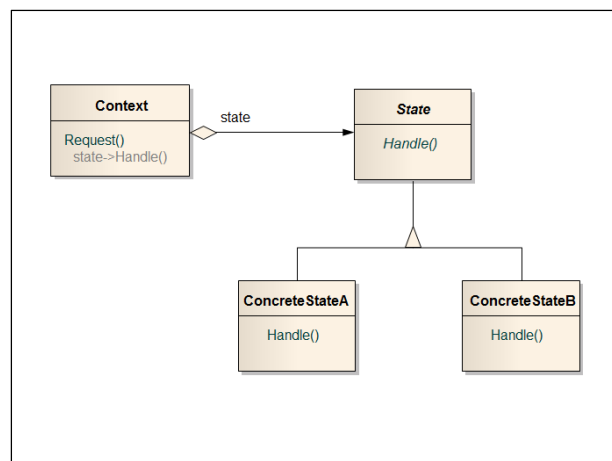 Context
Request()
state->Handle()
state
State
Handle()
ConcreteStateA
Handle()
ConcreteStateB
Handle()